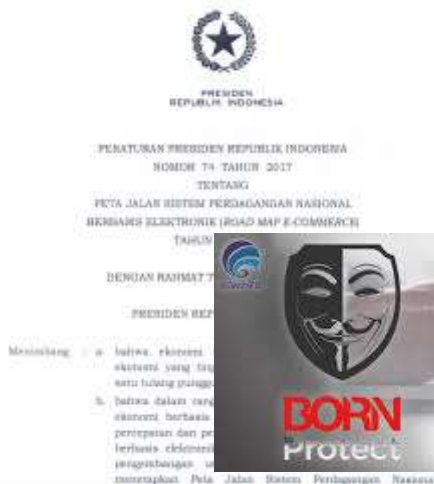 PRESIDEN
REPUBLIK INDONESIA
PERATURAN PRESIDEN REPUBLIK INDONESIA
NOMOR 74 TAHUN 2017
TENTANG
PETA JALAN SISTEM PERDAGANGAN NASIONAL
BERBASIS ELEKTRONIK (ROAD MAP E-COMMERCE)
TAHUN
DENGAN RAHMAT T
PRESIDEN REP
Menimbang : a. bahwa ekonomi
ekonomi yang
satu tulang punggu
b. bahwa dalam rang
ekonomi berbasis
percepatan dan pe
berbasis elektronik
pengembangan u
menetapkan Peta Jalan Sistem Perdagangan Nasional
BORN
Protect